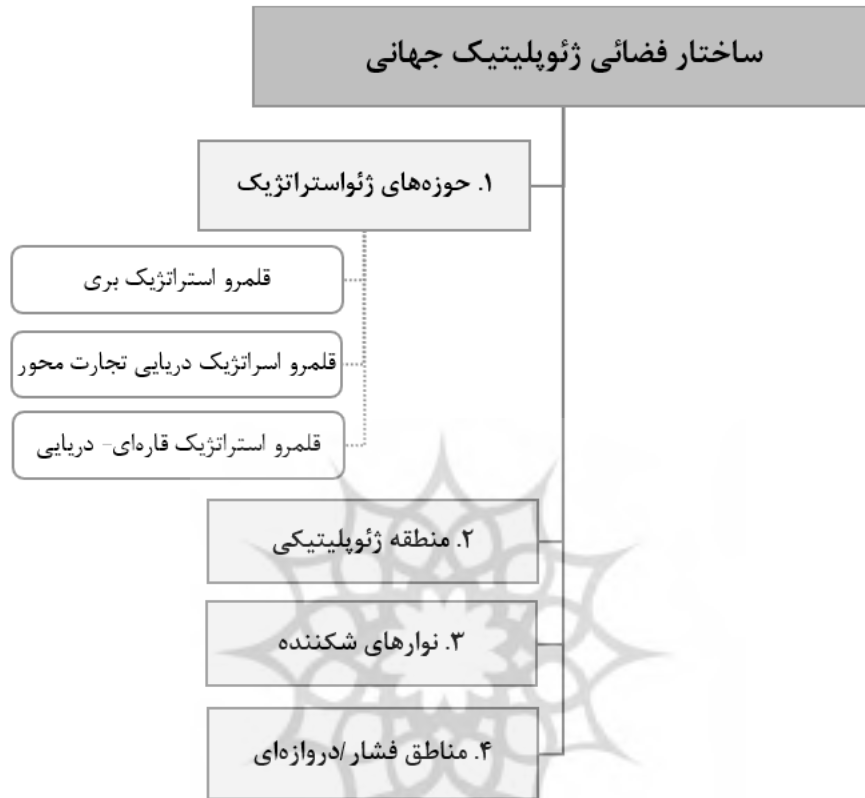 ساختار فضائی ژئوپلیتیک جهانی
۱. حوزه‌های ژئواستراتژیک
قلمرو استراتژیک بری
قلمرو اسراتژیک دریایی تجارت محور
قلمرو استراتژیک قاره‌ای- دریایی
۲. منطقه ژئوپلیتیکی
۳. نوارهای شکننده
۴. مناطق فشار/دروازه‌ای